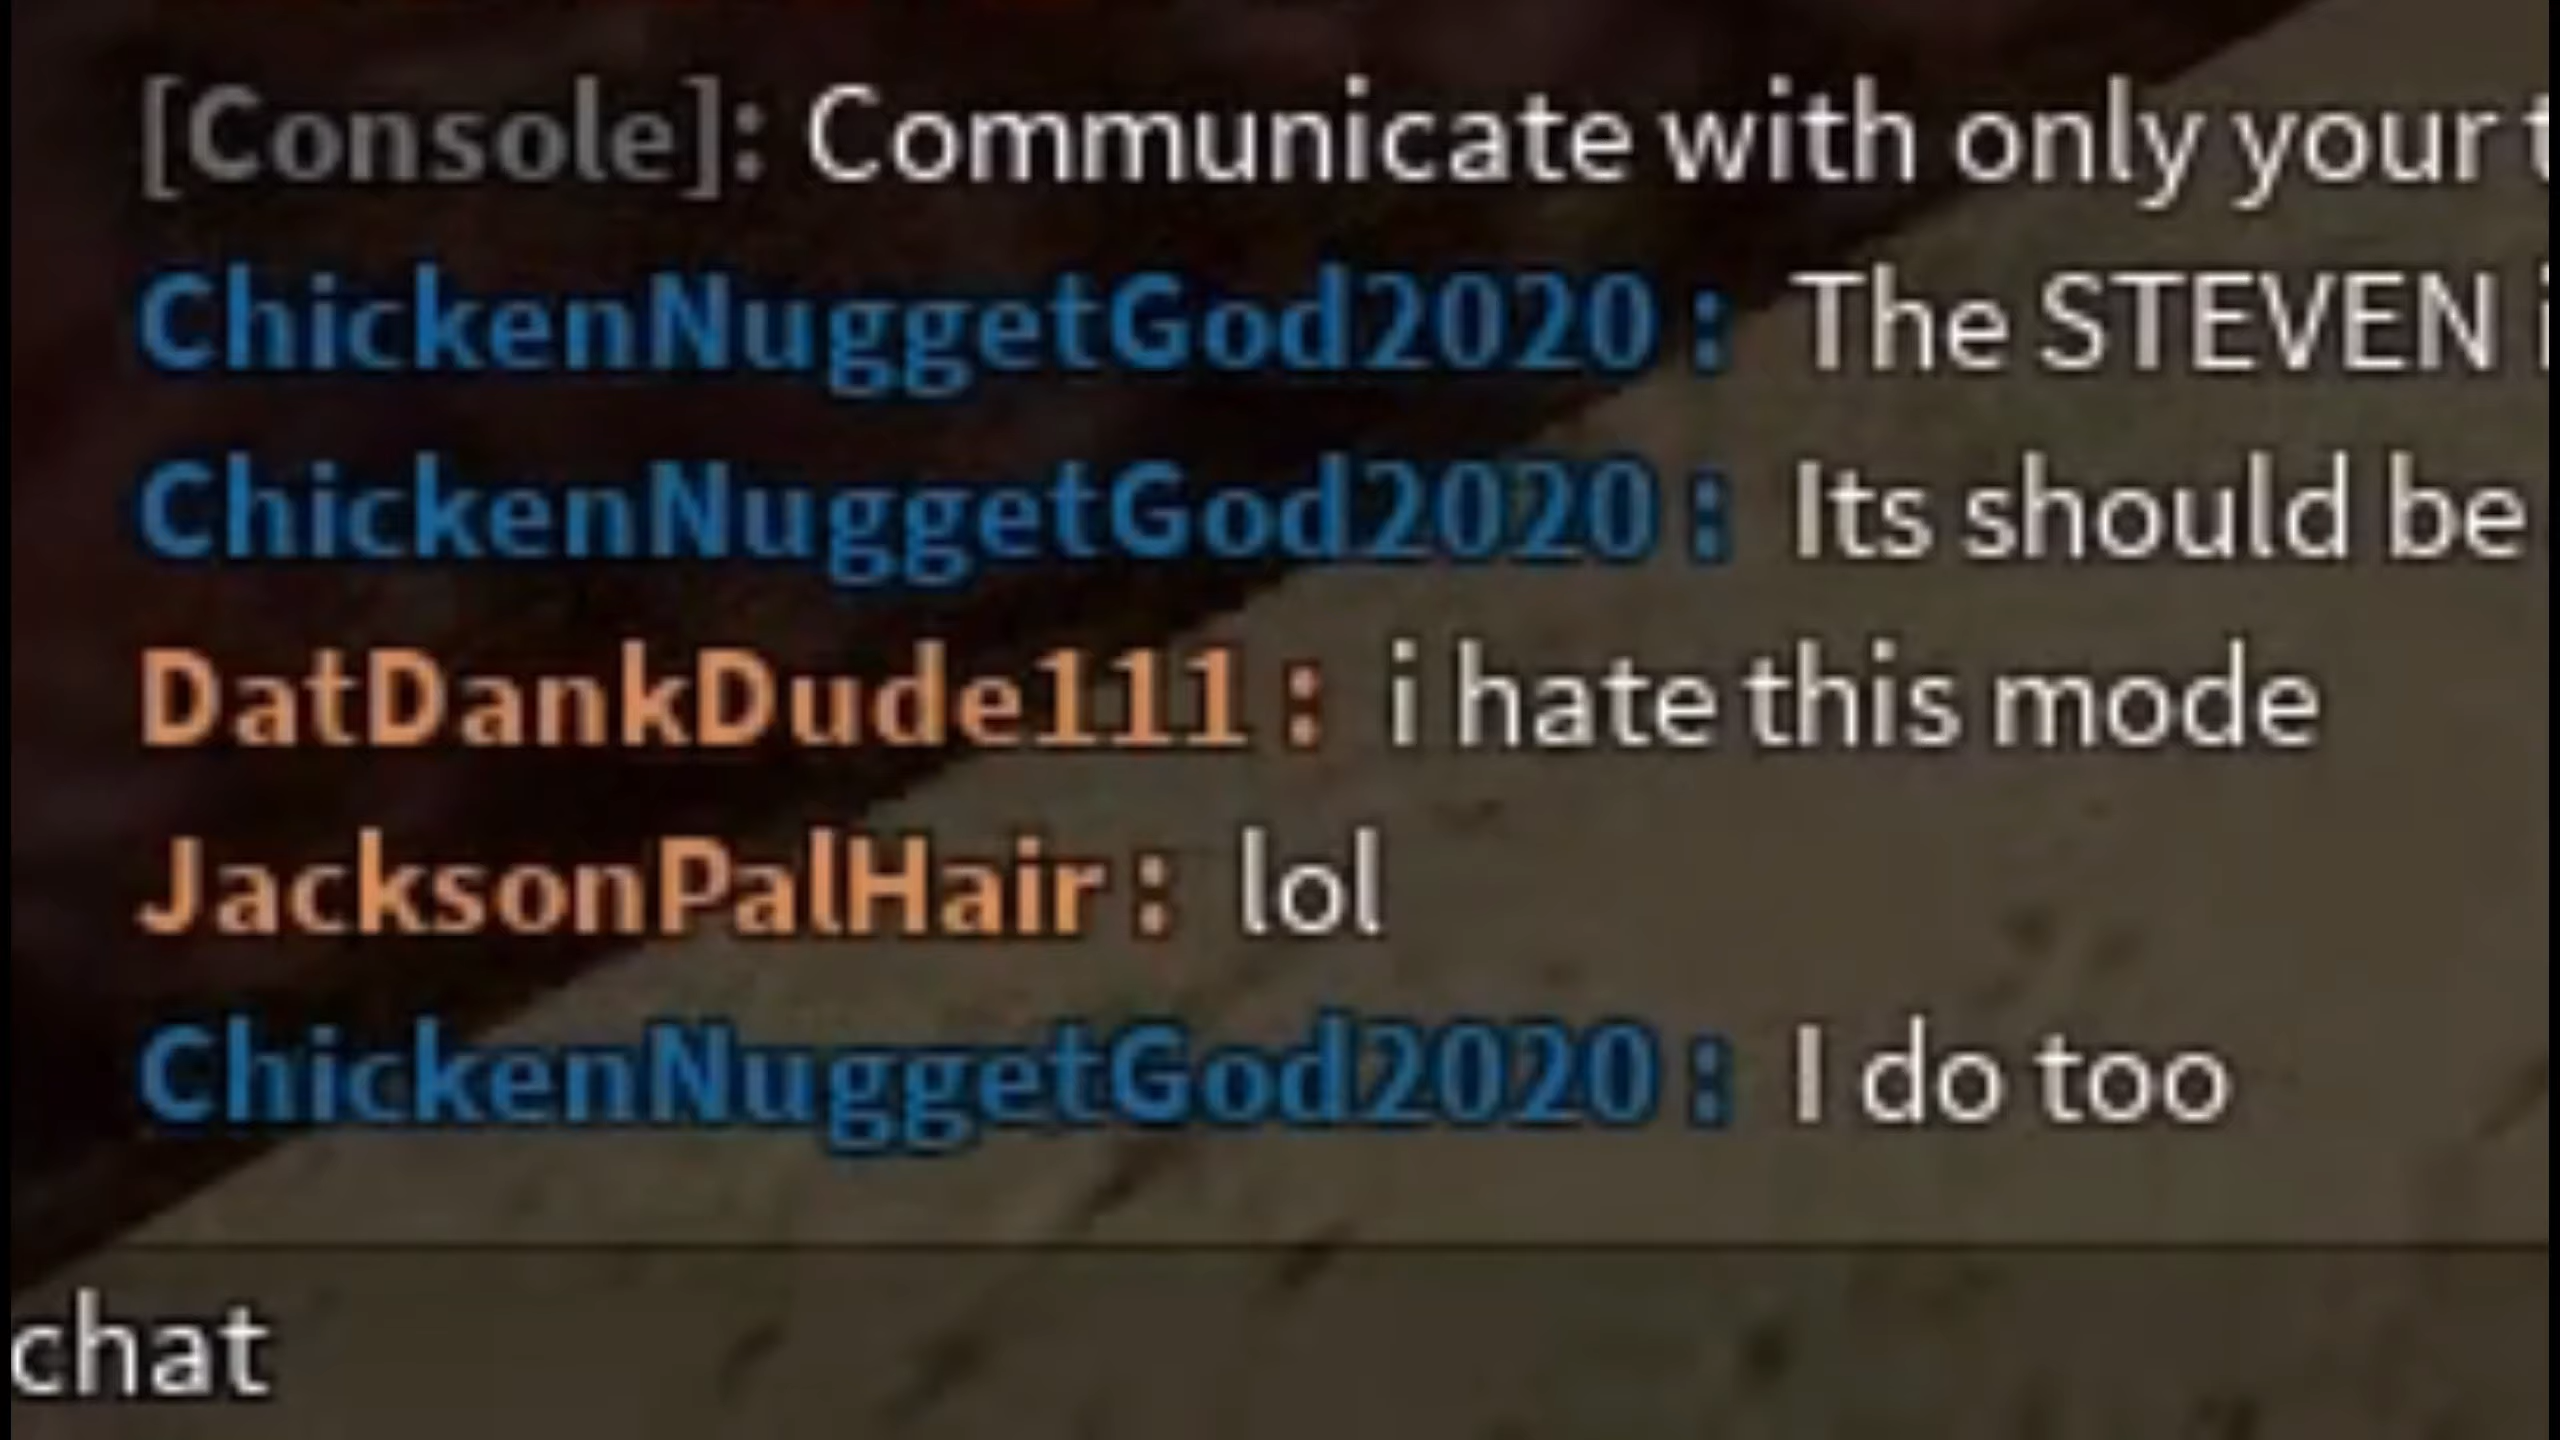 [Console]: Communicate with only your
ChickenNuggetGod2020 : The STEVEN
ChickenNuggetGod2020 : Its should be
DatDankDude111 : i hate this mode
JacksonPalHair : lol
ChickenNuggetGod2020 : I do too
chat